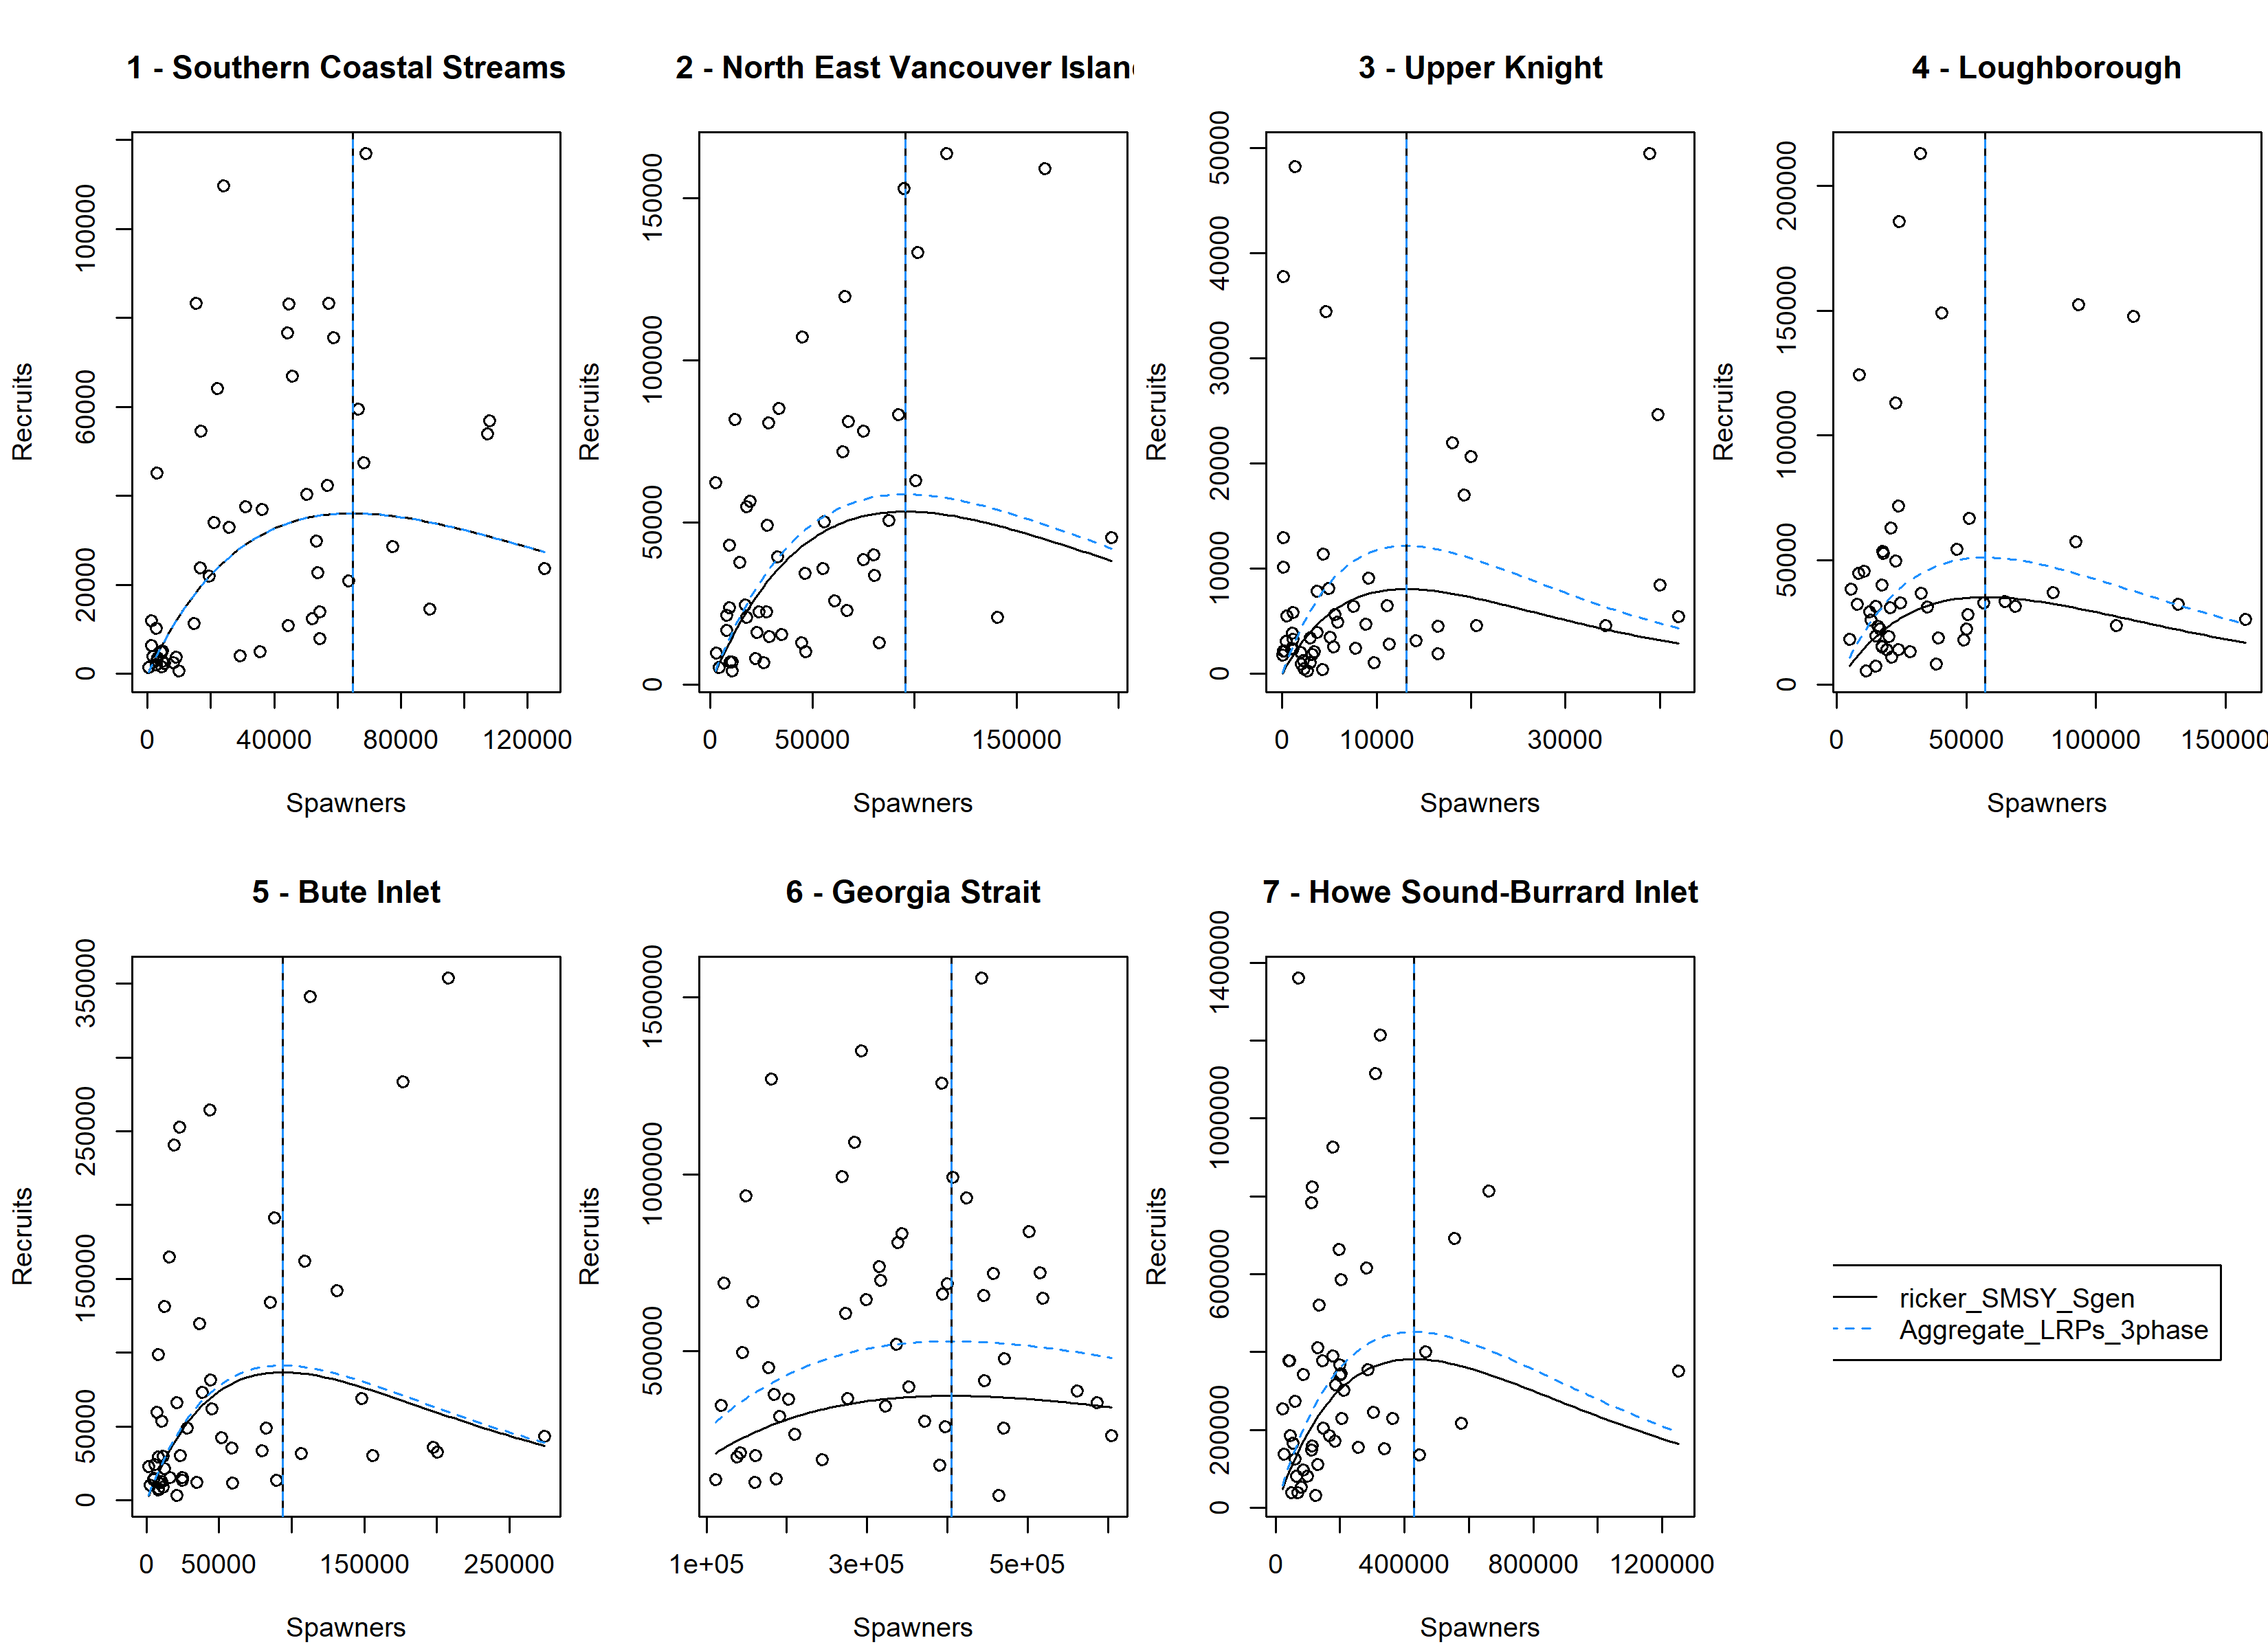 1 - Southern Coastal Streams
Recruits
0
20000
60000
100000
0
40000
80000
120000
Spawners
2 - North East Vancouver Islan
Recruits
0
50000
100000
150000
0
50000
150000
Spawners
3 - Upper Knight
Recruits
0
10000
20000
30000
40000
50000
0
10000
30000
Spawners
4 - Loughborough
Recruits
0
50000
100000
150000
200000
0
50000
100000
150000
Spawners
5 - Bute Inlet
Recruits
0
50000
150000
250000
350000
0
50000
150000
250000
Spawners
6 - Georgia Strait
Recruits
500000
1000000
1500000
1e+05
3e+05
5e+05
Spawners
7 - Howe Sound-Burrard Inlet
Recruits
0
200000
600000
1000000
1400000
0
400000
800000
1200000
Spawners
ricker_SMSY_Sgen
Aggregate_LRPs_3phase